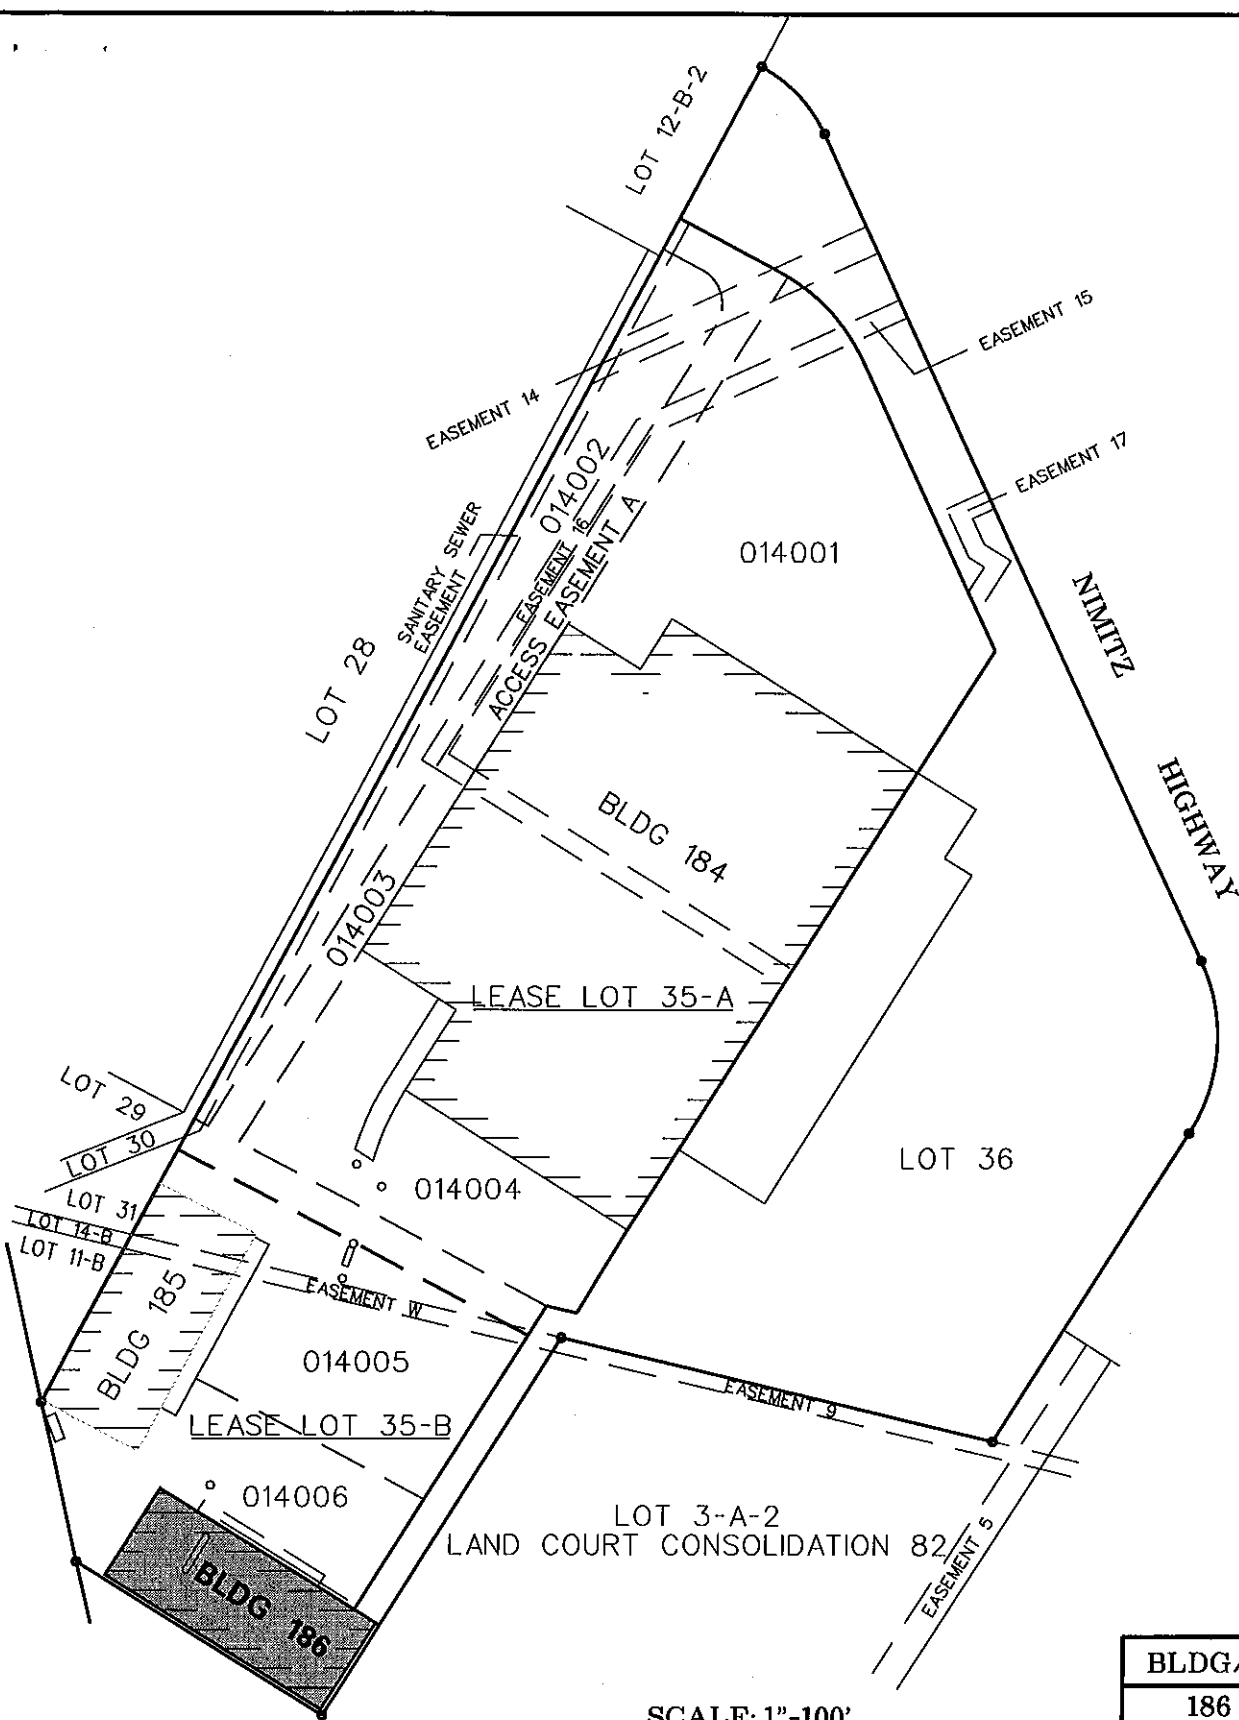 LOT 12-B-2
EASEMENT 15
EASEMENT 14
EASEMENT 17
014002
EASEMENT 16
ACCESS EASEMENT A
014001
SANITARY SEWER
EASEMENT
NIMITZ
HIGHWAY
LOT 28
BLDG 184
014003
LEASE LOT 35-A
LOT 29
LOT 30
LOT 36
014004
LOT 31
LOT 14-B
LOT 11-B
BLDG 185
EASEMENT W
014005
EASEMENT 9
LEASE LOT 35-B
014006
LOT 3-A-2
LAND COURT CONSOLIDATION 82
EASEMENT 5
BLDG 186
BLDG
186
SCALE: 1"-100'